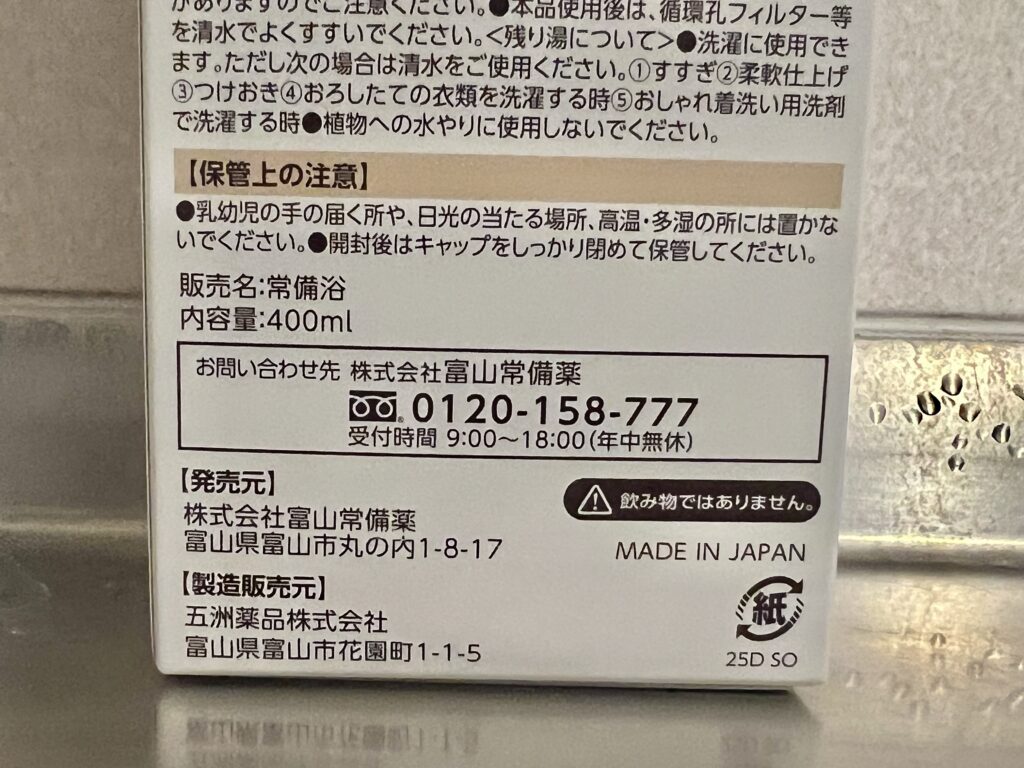 がありますのでご注意ください。●本品使用後は、循環孔フィルター等
を清水でよくすすいでください。<残り湯について>●洗濯に使用でき
ます。ただし次の場合は清水をご使用ください。①すすぎ②柔軟仕上げ
③つけおき④おろしたての衣類を洗濯する時⑤おしゃれ着洗い用洗剤
で洗濯する時●植物への水やりに使用しないでください。
【保管上の注意】
●乳幼児の手の届く所や、日光の当たる場所、高温・多湿の所には置かな
いでください。●開封後はキャップをしっかり閉めて保管してください。
販売名:常備浴
内容量:400ml
お問い合わせ先 株式会社富山常備薬
0120-158-777
受付時間 9:00〜18:00(年中無休)
【発売元】
株式会社富山常備薬
富山県富山市丸の内1-8-17
飲み物ではありません。
MADE IN JAPAN
【製造販売元】
五洲薬品株式会社
富山県富山市花園町1-1-5
紙
25D SO